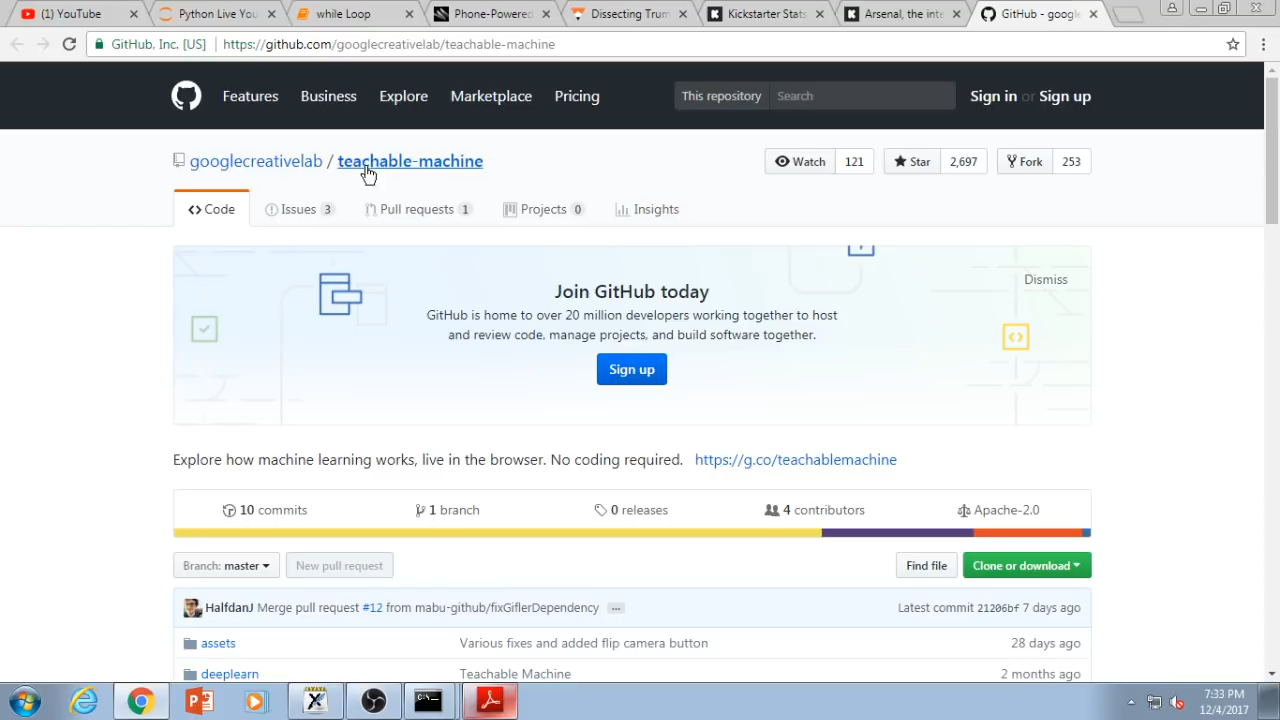 (1) YouTube
Python Live You
while Loop
Phone-Powered
Dissecting Trum
Kickstarter Stats
Arsenal, the inte
GitHub - google
GitHub, Inc. [US] https://github.com/googlecreativelab/teachable-machine
Features Business Explore Marketplace Pricing This repository Search Sign in or Sign up
googlecreativelab / teachable-machine Watch 121 Star 2,697 Fork 253
Code Issues 3 Pull requests 1 Projects 0 Insights
Join GitHub today
Dismiss
GitHub is home to over 20 million developers working together to host
and review code, manage projects, and build software together.
Sign up
Explore how machine learning works, live in the browser. No coding required. https://g.co/teachablemachine
10 commits 1 branch 0 releases 4 contributors Apache-2.0
Branch: master New pull request Find file Clone or download
HalfdanJ Merge pull request #12 from mabu-github/fixGiflerDependency ... Latest commit 21206bf 7 days ago
assets Various fixes and added flip camera button 28 days ago
deeplearn Teachable Machine 2 months ago
7:33 PM
12/4/2017